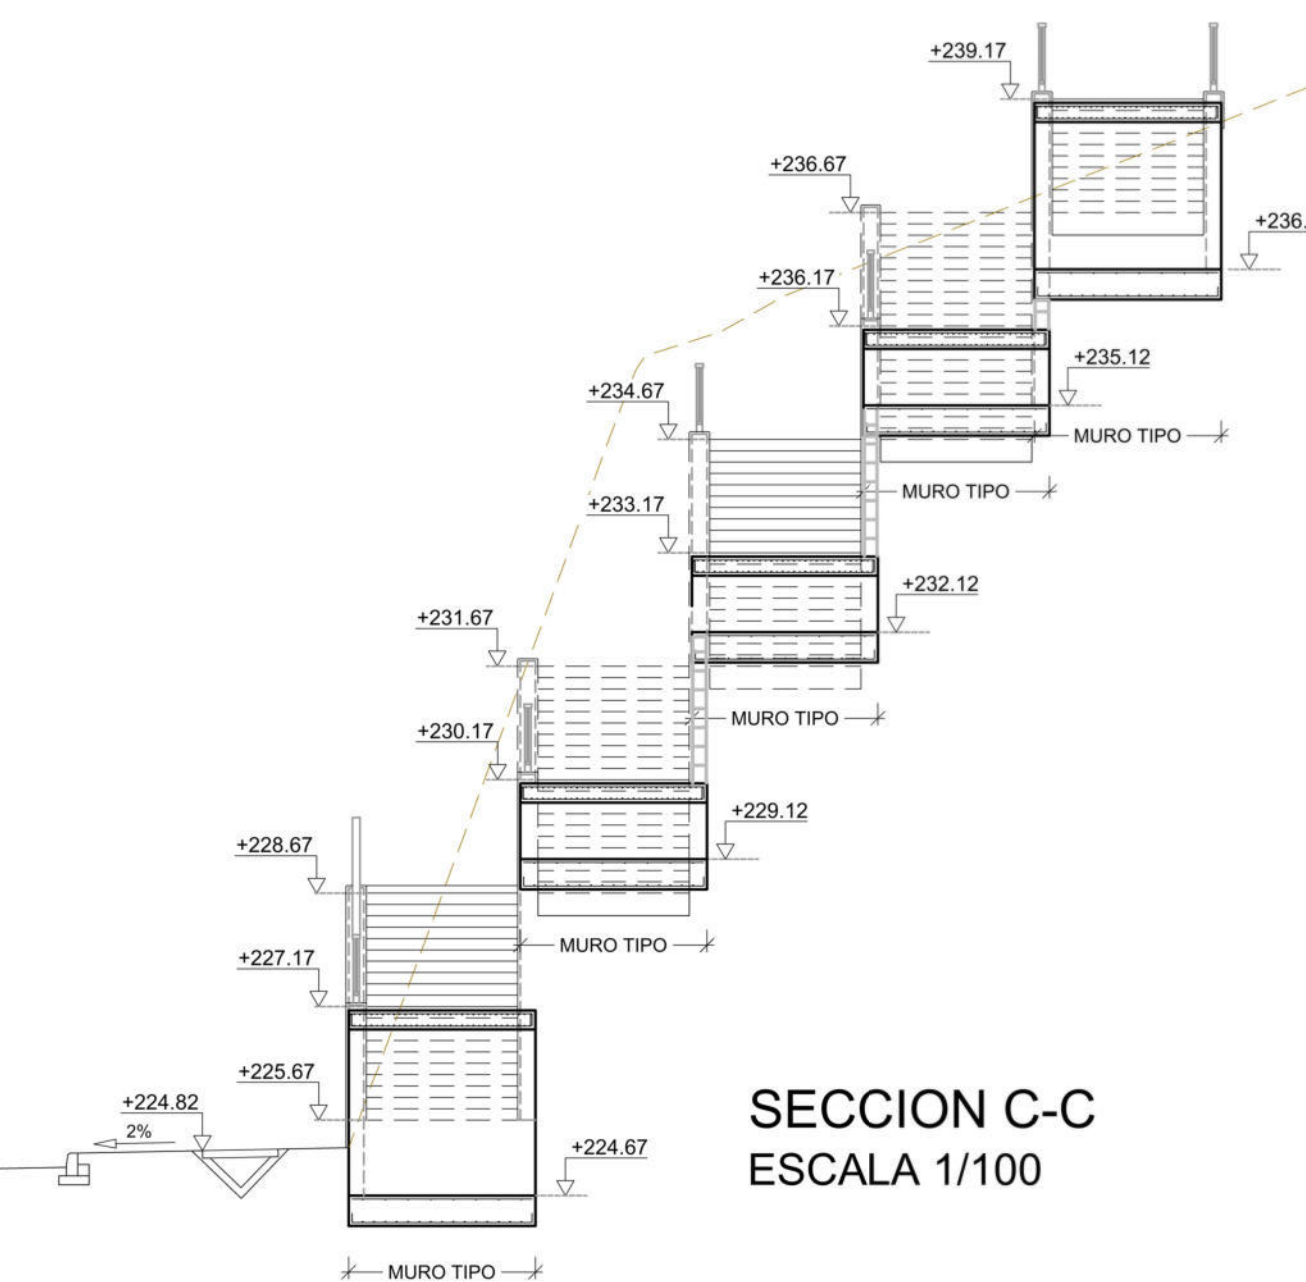 +239.17
+236.67
+236.
+236.17
+235.12
+234.67
MURO TIPO
MURO TIPO
+233.17
+232.12
+231.67
MURO TIPO
+230.17
+229.12
+228.67
MURO TIPO
+227.17
+225.67
+224.82
2%
SECCION C-C
+224.67
ESCALA 1/100
MURO TIPO